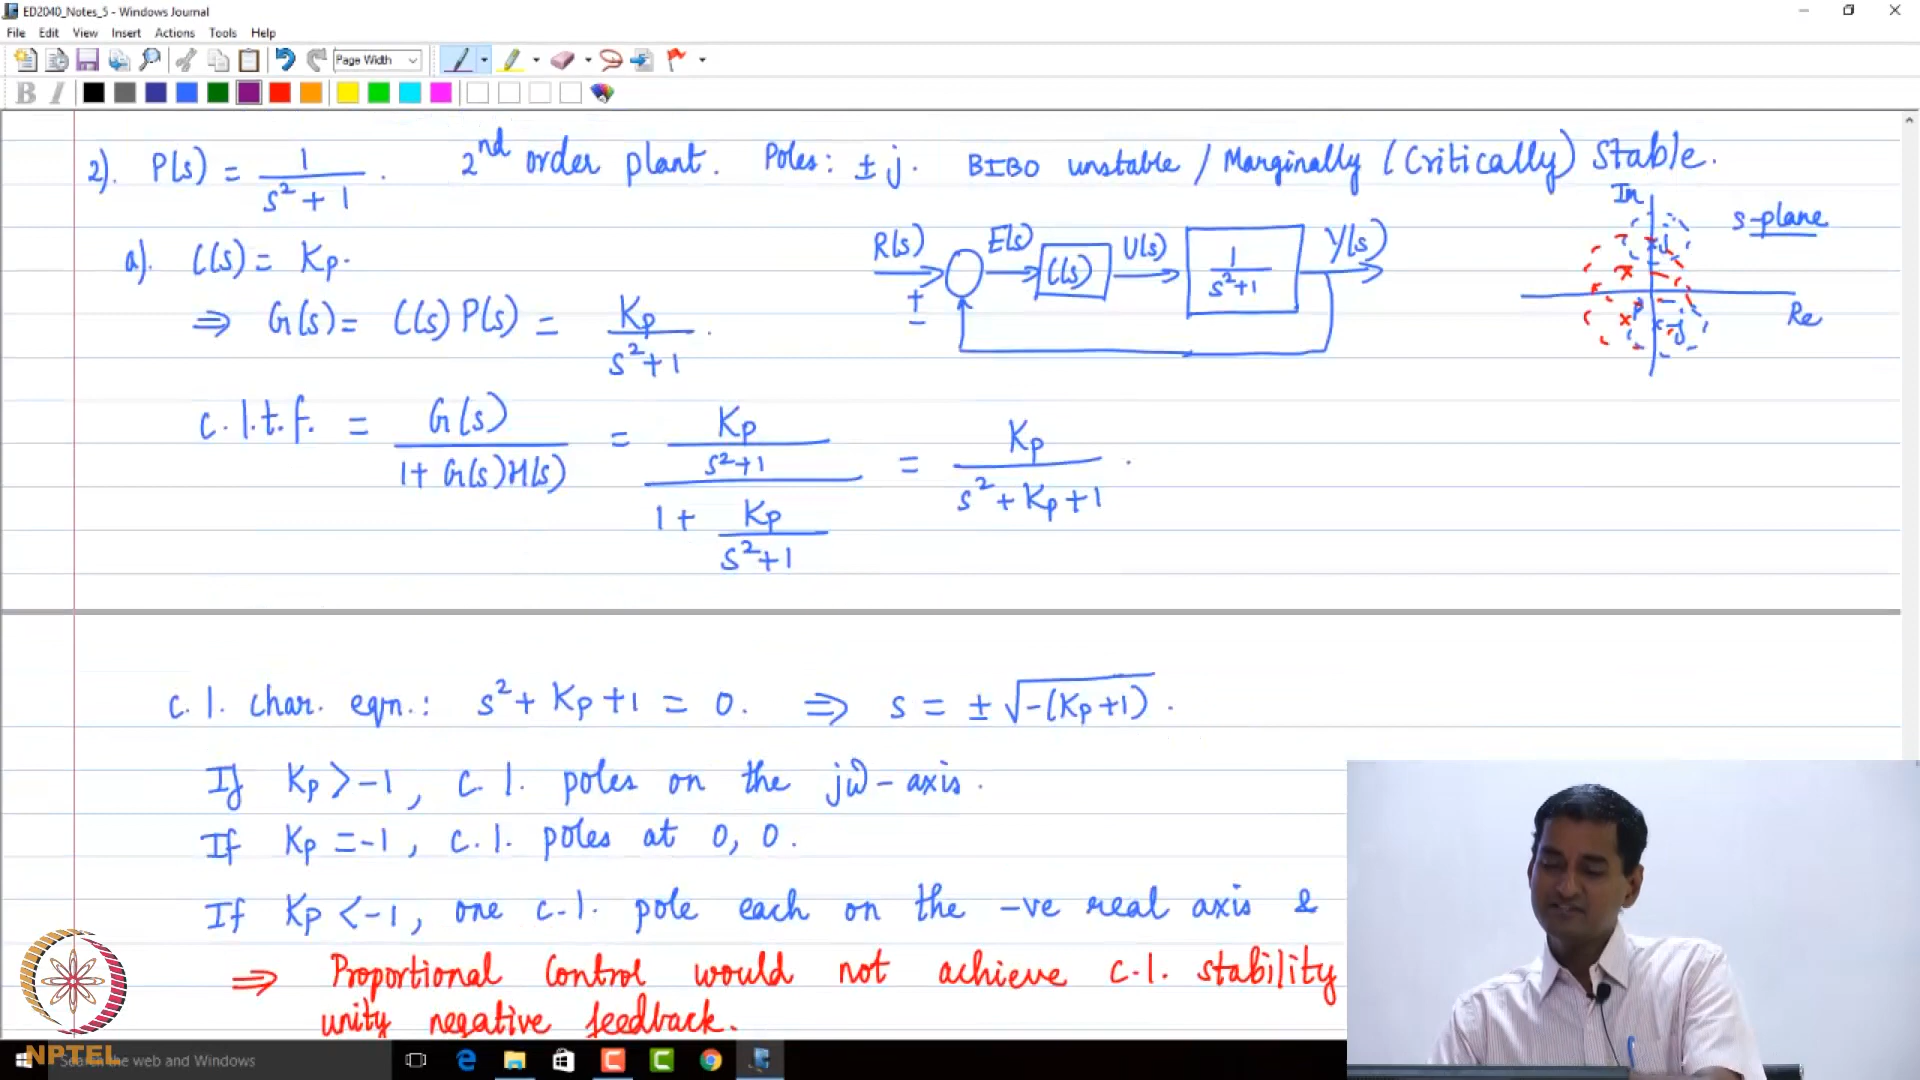 ED2040_Notes_5 - Windows Journal
File Edit View Insert Actions Tools Help
Page Width
B I
2). P(s) = 1 / (s² + 1) . 2nd order plant. Poles: ± j. BIBO unstable / Marginally (Critically) Stable.
Im
s-plane
j
Re
-j
a). C(s) = Kp.
R(s) E(s) C(s) U(s) 1 / (s²+1) Y(s)
+
−
⇒ G(s) = C(s) P(s) = Kp / (s²+1) .
c.l.t.f. = G(s) / (1+ G(s)H(s)) = (Kp / (s²+1)) / (1 + Kp / (s²+1)) = Kp / (s² + Kp + 1) .
c.l. char. eqn.: s² + Kp + 1 = 0. ⇒ s = ± √-(Kp+1) .
If Kp > -1, c.l. poles on the jω - axis.
If Kp = -1, c.l. poles at 0, 0.
If Kp < -1, one c.l. pole each on the -ve real axis &
⇒ Proportional Control would not achieve c.l. stability
unity negative feedback.
NPTEL
the web and Windows